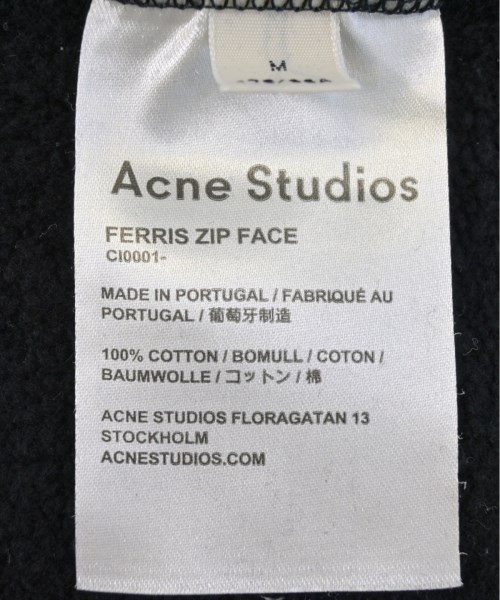 M
Acne Studios
FERRIS ZIP FACE
CI0001-
MADE IN PORTUGAL / FABRIQUÉ AU
PORTUGAL / 葡萄牙制造
100% COTTON / BOMULL / COTON /
BAUMWOLLE / コットン / 棉
ACNE STUDIOS FLORAGATAN 13
STOCKHOLM
ACNESTUDIOS.COM